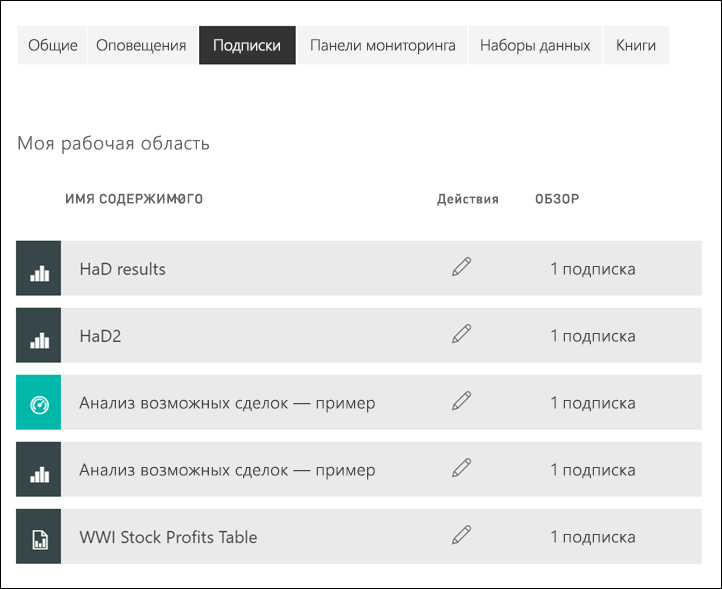 Общие Оповещения Подписки Панели мониторинга Наборы данных Книги
Моя рабочая область
ИМЯ СОДЕРЖИМОГО Действия ОБЗОР
HaD results 1 подписка
HaD2 1 подписка
Анализ возможных сделок — пример 1 подписка
Анализ возможных сделок — пример 1 подписка
WWI Stock Profits Table 1 подписка